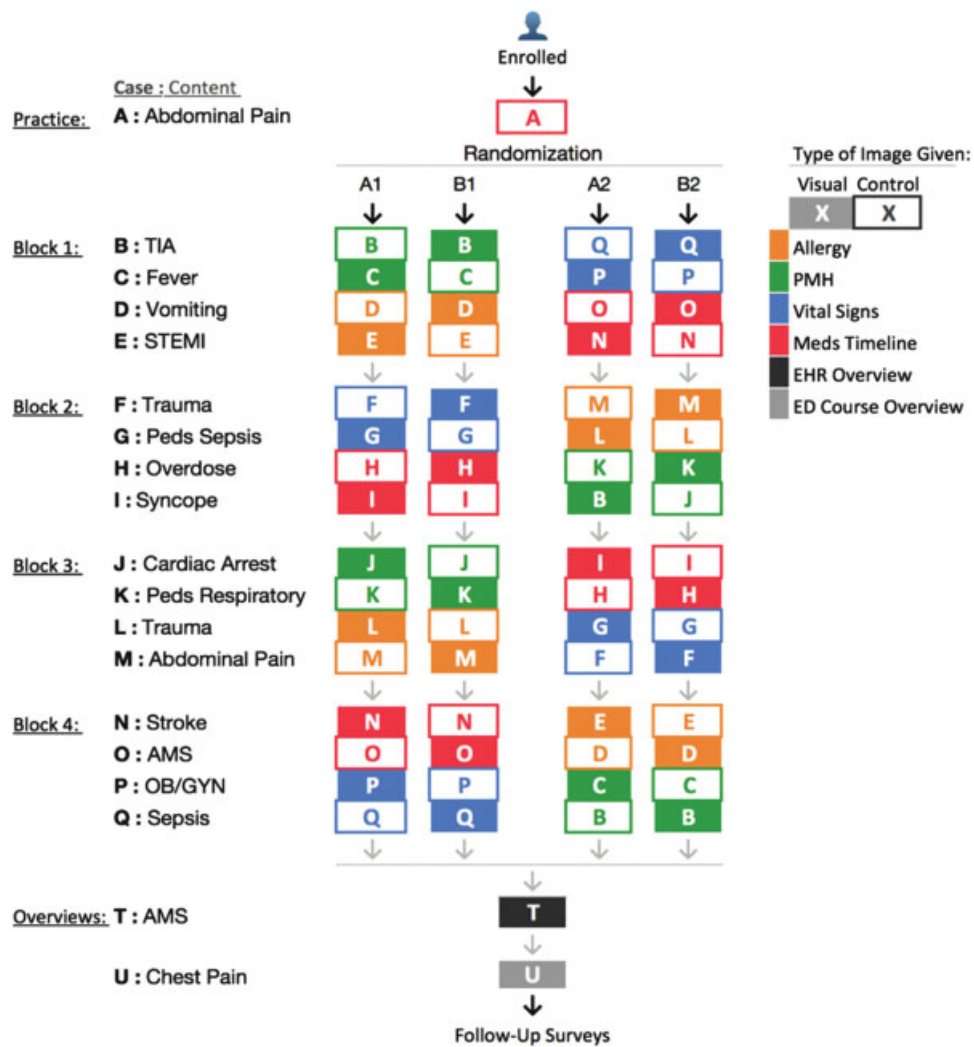 Enrolled
Case : Content
Practice: A : Abdominal Pain A
Randomization
Type of Image Given:
A1 B1 A2 B2
Visual Control
X X
Block 1: B : TIA B B Q Q
Allergy
C : Fever C C P P
PMH
D : Vomiting D D O O
Vital Signs
E : STEMI E E N N
Meds Timeline
EHR Overview
Block 2: F : Trauma F F M M
ED Course Overview
G : Peds Sepsis G G L L
H : Overdose H H K K
I : Syncope I I B J
Block 3: J : Cardiac Arrest J J I I
K : Peds Respiratory K K H H
L : Trauma L L G G
M : Abdominal Pain M M F F
Block 4: N : Stroke N N E E
O : AMS O O D D
P : OB/GYN P P C C
Q : Sepsis Q Q B B
Overviews: T : AMS T
U : Chest Pain U
Follow-Up Surveys